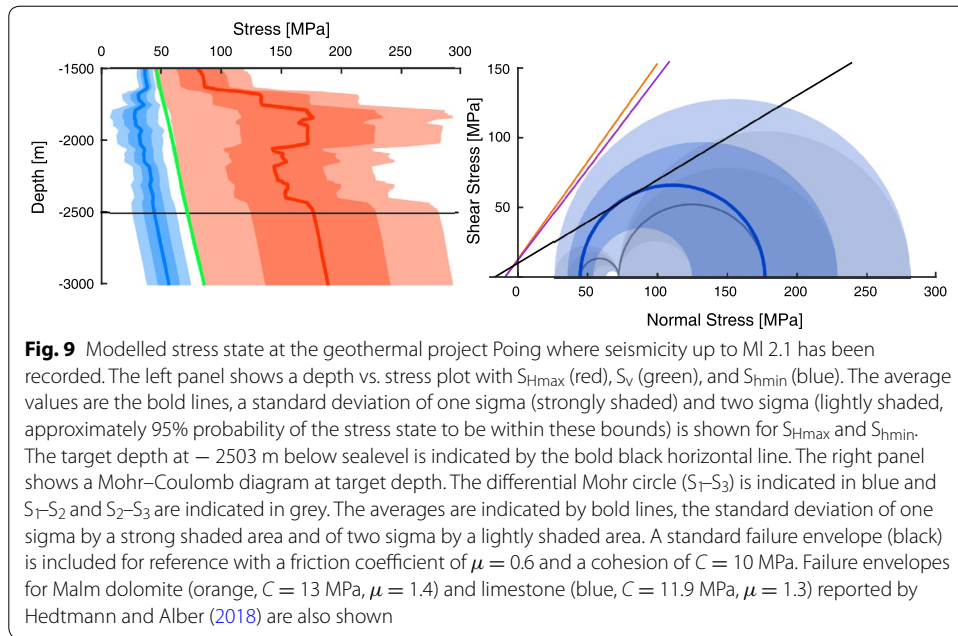 Stress [MPa]
0 50 100 150 200 250 300
-1500
-2000
-2500
-3000
Depth [m]
150
100
50
0 50 100 150 200 250 300
Shear Stress [MPa]
Normal Stress [MPa]
Fig. 9 Modelled stress state at the geothermal project Poing where seismicity up to Ml 2.1 has been
recorded. The left panel shows a depth vs. stress plot with SHmax (red), Sv (green), and Shmin (blue). The average
values are the bold lines, a standard deviation of one sigma (strongly shaded) and two sigma (lightly shaded,
approximately 95% probability of the stress state to be within these bounds) is shown for SHmax and Shmin.
The target depth at − 2503 m below sealevel is indicated by the bold black horizontal line. The right panel
shows a Mohr–Coulomb diagram at target depth. The differential Mohr circle (S1–S3) is indicated in blue and
S1–S2 and S2–S3 are indicated in grey. The averages are indicated by bold lines, the standard deviation of one
sigma by a strong shaded area and of two sigma by a lightly shaded area. A standard failure envelope (black)
is included for reference with a friction coefficient of μ = 0.6 and a cohesion of C = 10 MPa. Failure envelopes
for Malm dolomite (orange, C = 13 MPa, μ = 1.4) and limestone (blue, C = 11.9 MPa, μ = 1.3) reported by
Hedtmann and Alber (2018) are also shown